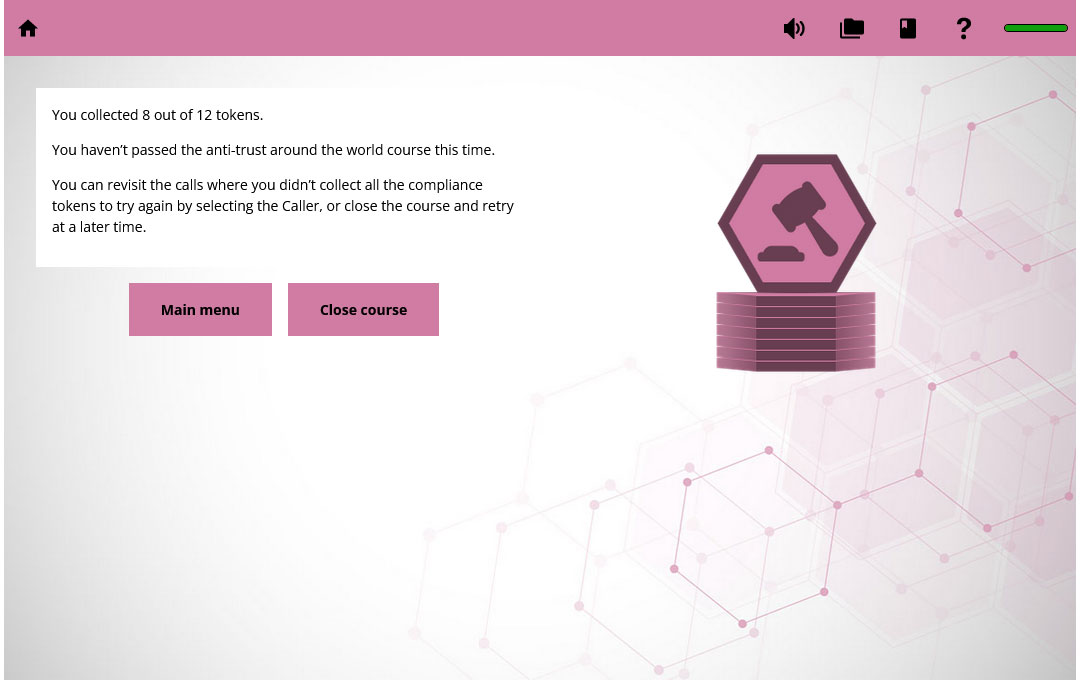 You collected 8 out of 12 tokens.
You haven’t passed the anti-trust around the world course this time.
You can revisit the calls where you didn’t collect all the compliance
tokens to try again by selecting the Caller, or close the course and retry
at a later time.
Main menu
Close course